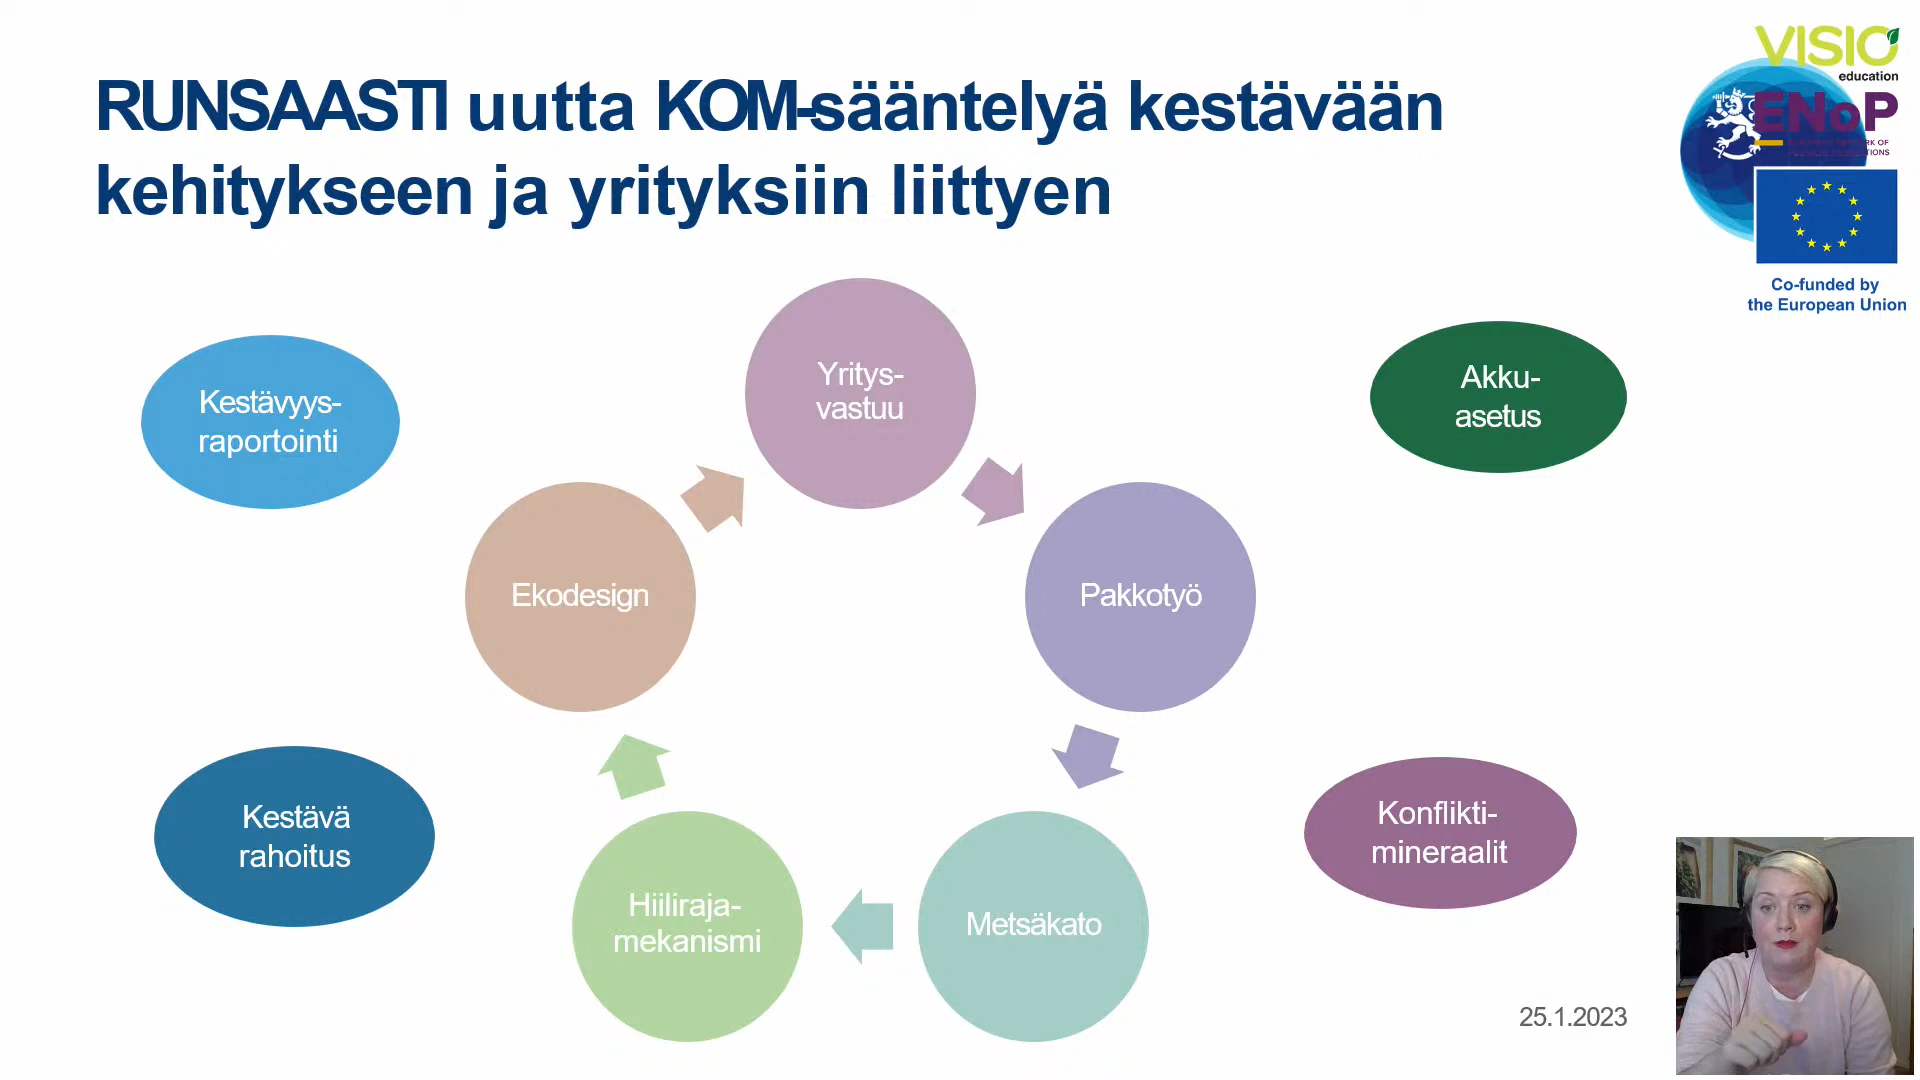 RUNSAASTI uutta KOM-sääntelyä kestävään
kehitykseen ja yrityksiin liittyen
VISIO
education
ENoP
Co-funded by
the European Union
Kestävyys-
raportointi
Yritys-
vastuu
Akku-
asetus
Ekodesign
Pakkotyö
Kestävä
rahoitus
Hiiliraja-
mekanismi
Metsäkato
Konflikti-
mineraalit
25.1.2023